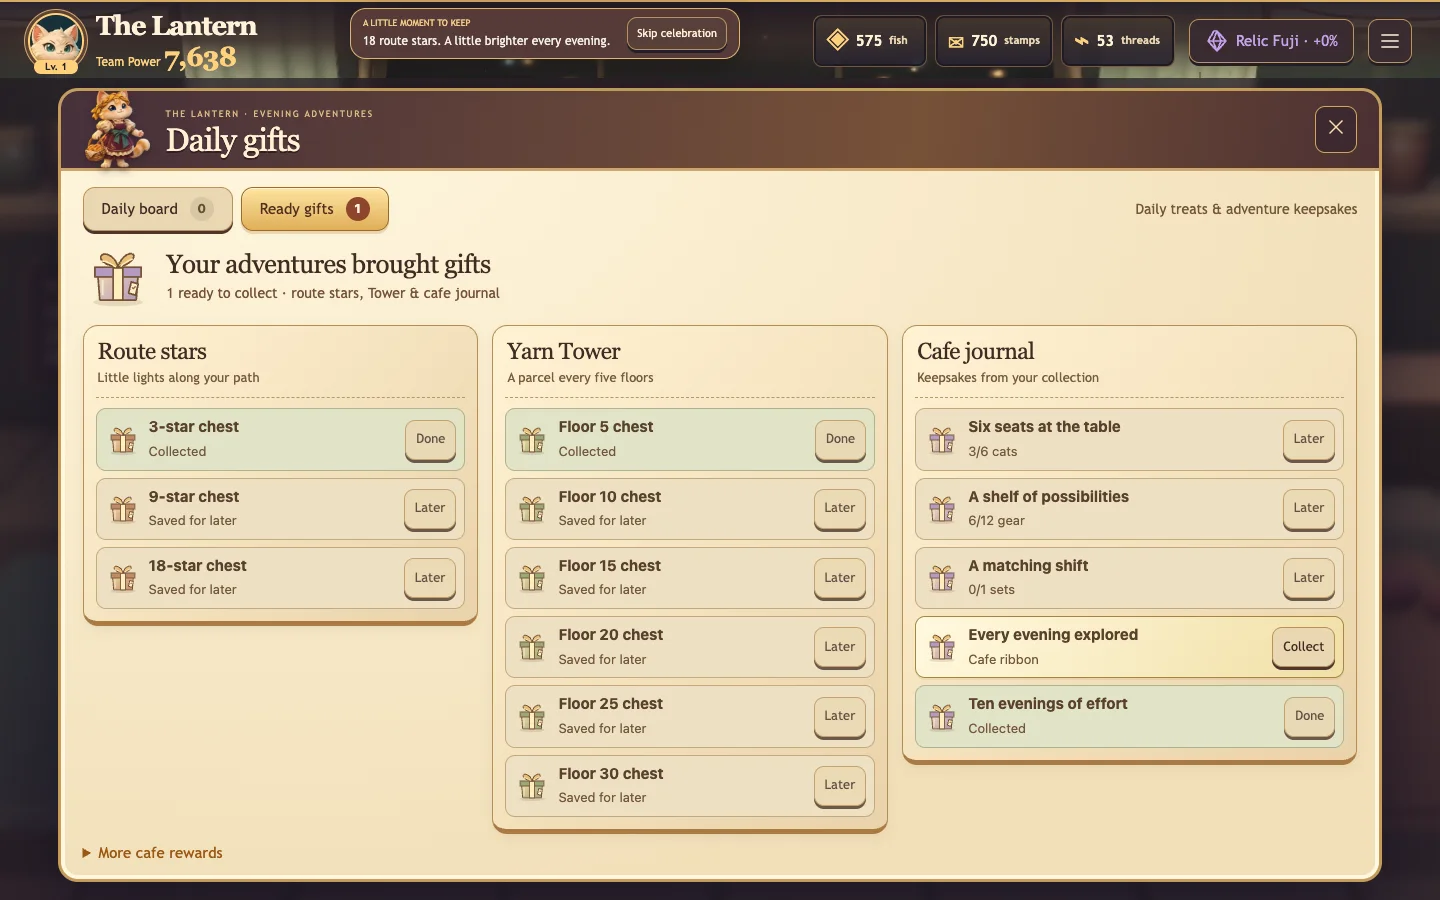 The Lantern
Lv. 1
Team Power 7,638
A LITTLE MOMENT TO KEEP
18 route stars. A little brighter every evening.
Skip celebration
575 fish
750 stamps
53 threads
Relic Fuji · +0%
THE LANTERN · EVENING ADVENTURES
Daily gifts
Daily board 0
Ready gifts 1
Daily treats & adventure keepsakes
Your adventures brought gifts
1 ready to collect · route stars, Tower & cafe journal
Route stars
Little lights along your path
3-star chest
Collected
Done
9-star chest
Saved for later
Later
18-star chest
Saved for later
Later
Yarn Tower
A parcel every five floors
Floor 5 chest
Collected
Done
Floor 10 chest
Saved for later
Later
Floor 15 chest
Saved for later
Later
Floor 20 chest
Saved for later
Later
Floor 25 chest
Saved for later
Later
Floor 30 chest
Saved for later
Later
Cafe journal
Keepsakes from your collection
Six seats at the table
3/6 cats
Later
A shelf of possibilities
6/12 gear
Later
A matching shift
0/1 sets
Later
Every evening explored
Cafe ribbon
Collect
Ten evenings of effort
Collected
Done
More cafe rewards